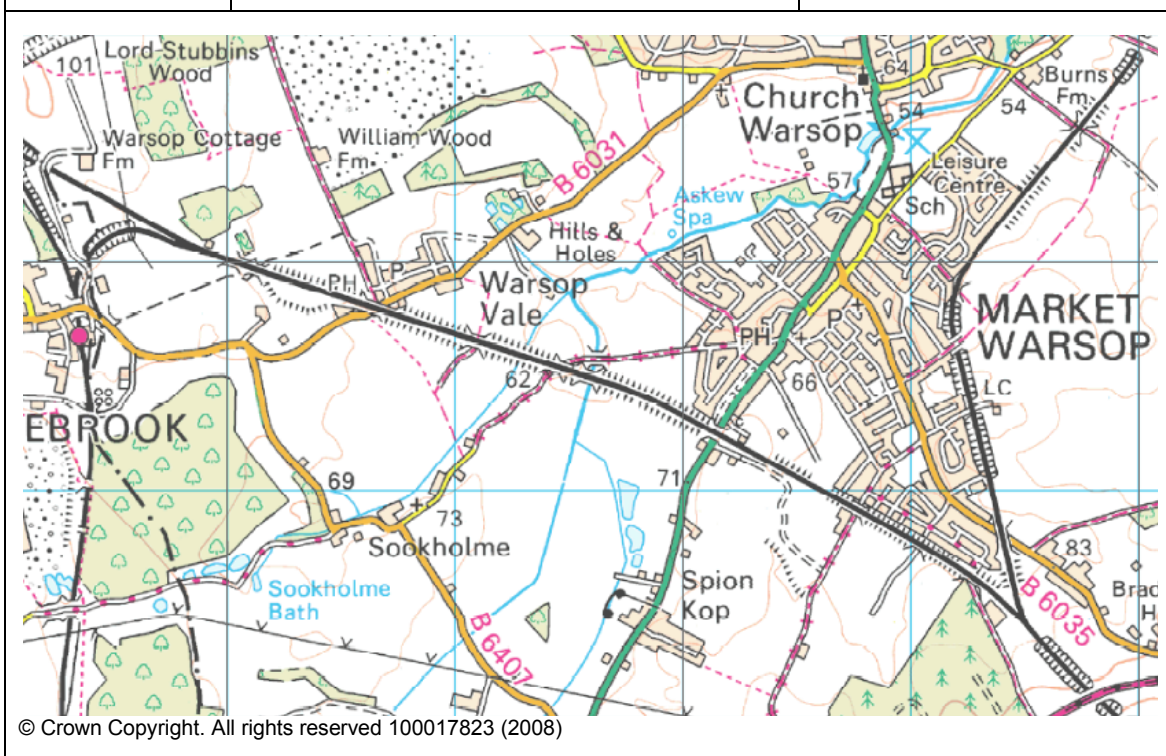 Lord Stubbins
Wood
101
Warsop Cottage
Fm
William Wood
Fm
B 6031
64
Church
Warsop
54
54
Burns
Fm
Leisure
Centre
57
Sch
Askew
Spa
Hills &
Holes
PH
P
Warsop
Vale
MARKET
WARSOP
P
PH
66
62
LC
EBROOK
69
71
73
Sookholme
83
Sookholme
Bath
Spion
Kop
B 6035
Brad
H
B 6407
© Crown Copyright. All rights reserved 100017823 (2008)